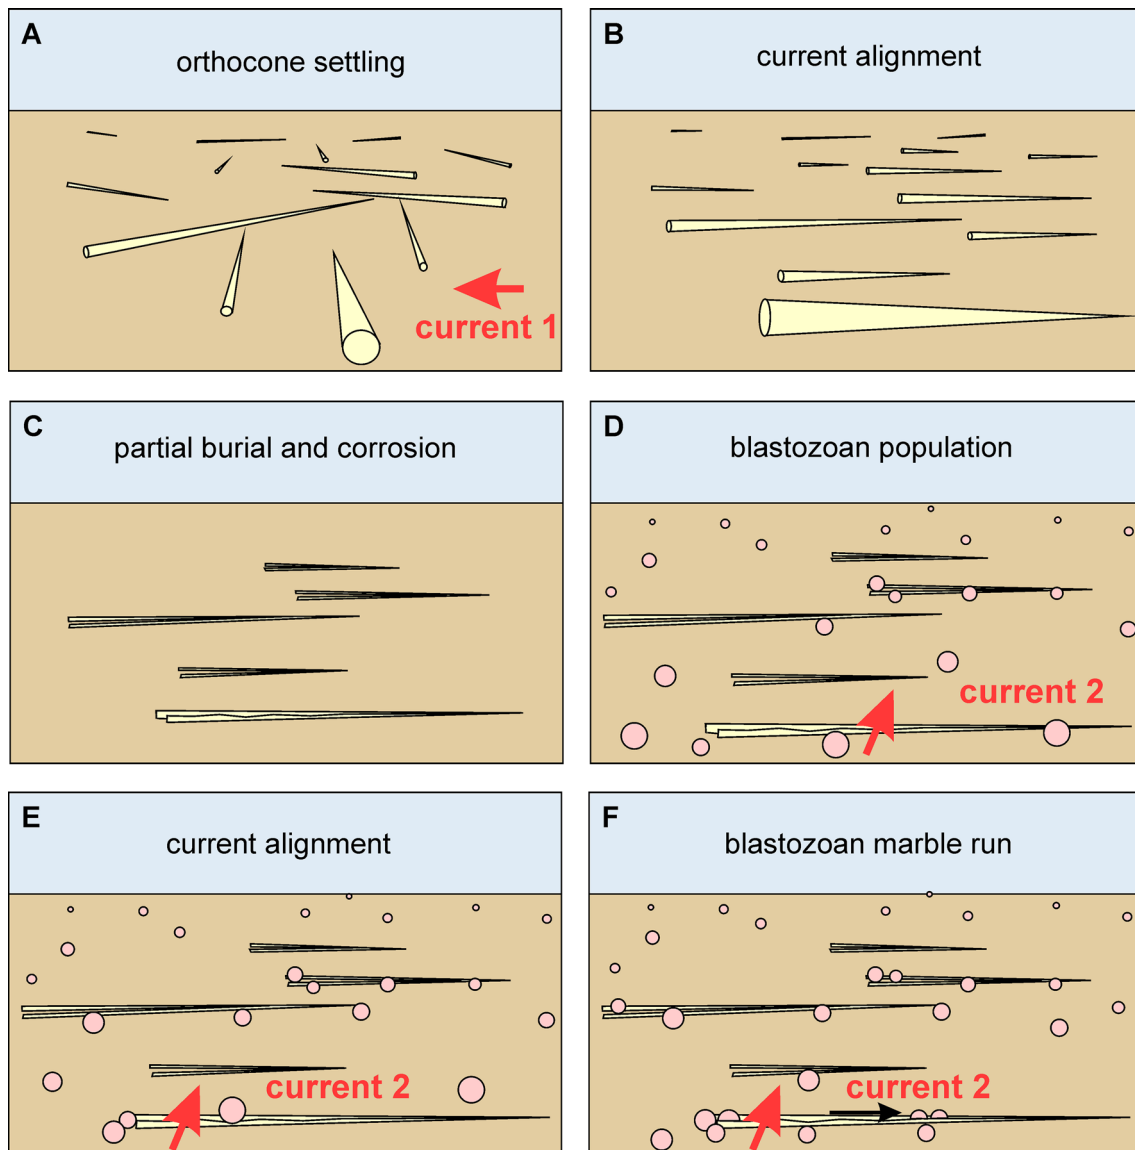 A
orthocone settling
current 1
B
current alignment
C
partial burial and corrosion
D
blastozoan population
current 2
E
current alignment
current 2
F
blastozoan marble run
current 2